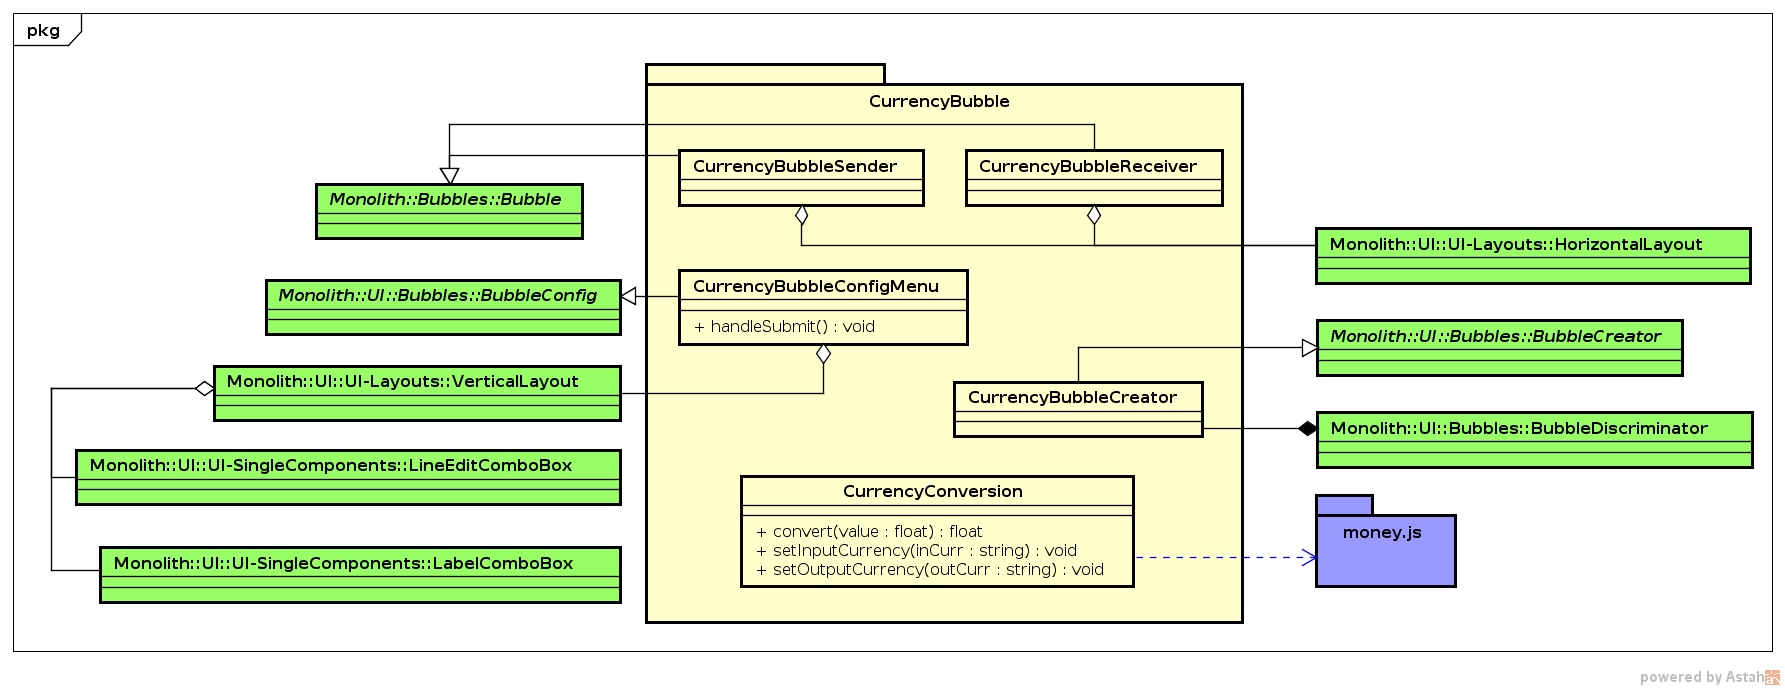 pkg
CurrencyBubble
CurrencyBubbleSender
CurrencyBubbleReceiver
Monolith::Bubbles::Bubble
Monolith::UI::UI-Layouts::HorizontalLayout
Monolith::UI::Bubbles::BubbleConfig
CurrencyBubbleConfigMenu
+ handleSubmit() : void
Monolith::UI::Bubbles::BubbleCreator
Monolith::UI::UI-Layouts::VerticalLayout
CurrencyBubbleCreator
Monolith::UI::Bubbles::BubbleDiscriminator
Monolith::UI::UI-SingleComponents::LineEditComboBox
CurrencyConversion
+ convert(value : float) : float
+ setInputCurrency(inCurr : string) : void
+ setOutputCurrency(outCurr : string) : void
money.js
Monolith::UI::UI-SingleComponents::LabelComboBox
powered by Astah